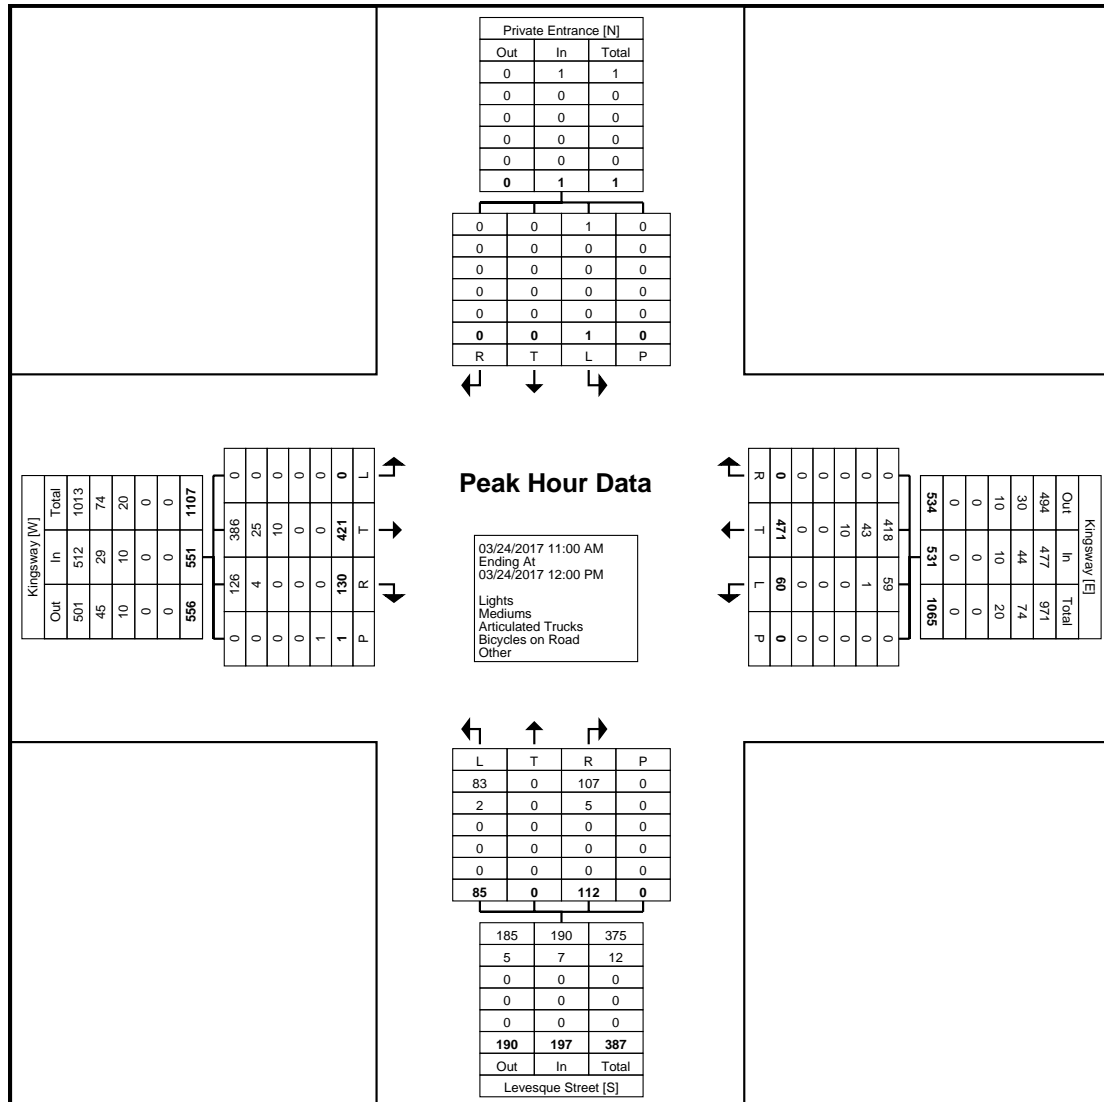 Private Entrance [N]
Out In Total
0 1 1
0 0 0
0 0 0
0 0 0
0 0 0
0 1 1
0 0 1 0
0 0 0 0
0 0 0 0
0 0 0 0
0 0 0 0
0 0 1 0
R T L P
Kingsway [W]
Total 1013 74 20 0 0 1107
In 512 29 10 0 0 551
Out 501 45 10 0 0 556
0 0 0 0 0 0 L
386 25 10 0 0 421 T
126 4 0 0 0 130 R
0 0 0 0 1 1 P
Peak Hour Data
03/24/2017 11:00 AM
Ending At
03/24/2017 12:00 PM
Lights
Mediums
Articulated Trucks
Bicycles on Road
Other
R 0 0 0 0 0 0
T 471 0 0 10 43 418
L 60 0 0 0 1 59
P 0 0 0 0 0 0
Kingsway [E]
Out In Total
494 477 971
30 44 74
10 10 20
0 0 0
0 0 0
534 531 1065
L T R P
83 0 107 0
2 0 5 0
0 0 0 0
0 0 0 0
0 0 0 0
85 0 112 0
185 190 375
5 7 12
0 0 0
0 0 0
0 0 0
190 197 387
Out In Total
Levesque Street [S]